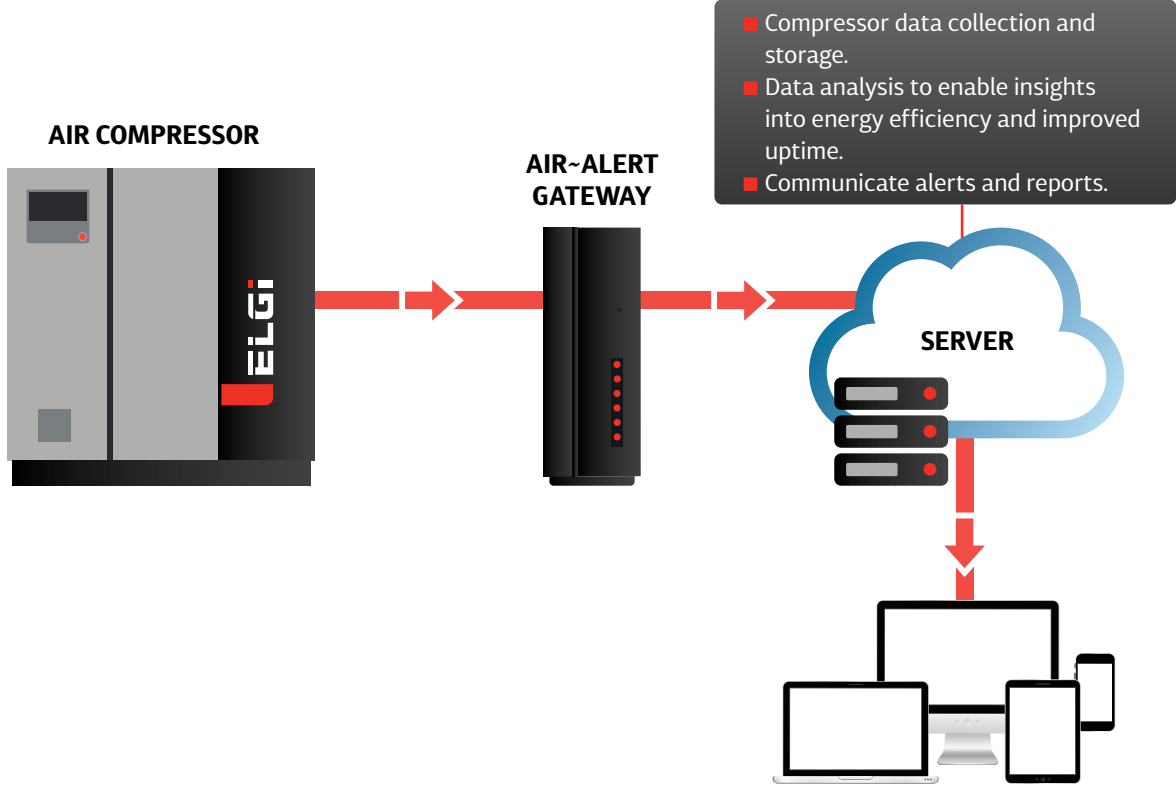 Compressor data collection and
storage.
Data analysis to enable insights
into energy efficiency and improved
uptime.
Communicate alerts and reports.
AIR COMPRESSOR
AIR~ALERT
GATEWAY
ELGi
SERVER